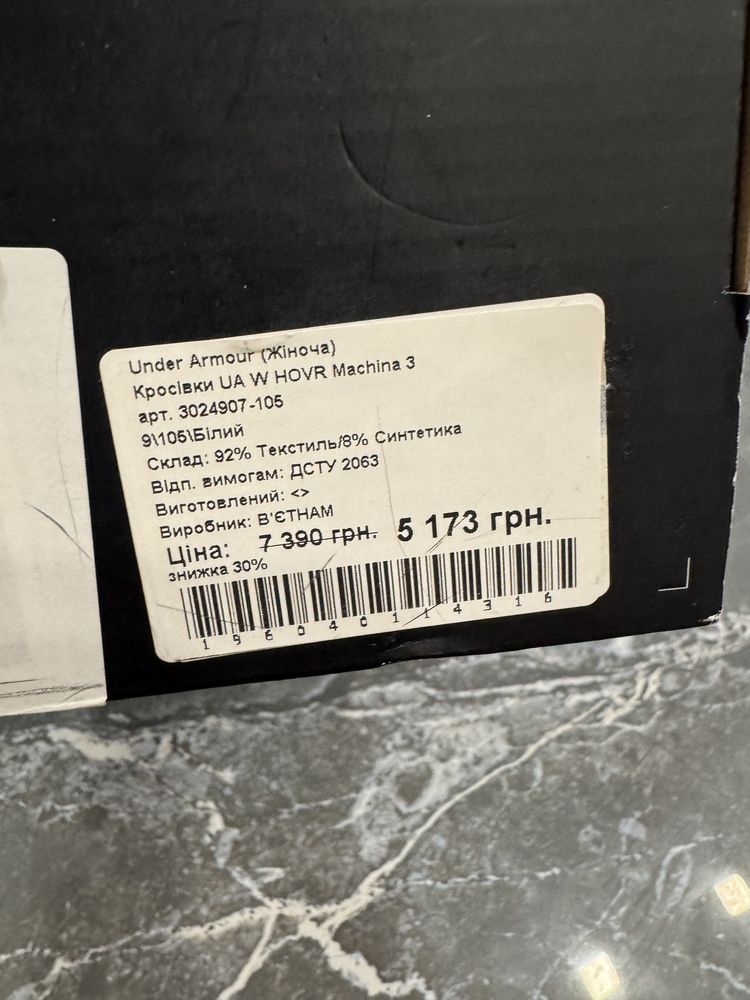 Under Armour (Жіноча)
Кросівки UA W HOVR Machina 3
арт. 3024907-105
9\105\Білий
Склад: 92% Текстиль/8% Синтетика
Відп. вимогам: ДСТУ 2063
Виготовлений: <>
Виробник: В'ЄТНАМ
Ціна: 7 390 грн. 5 173 грн.
знижка 30%
196040114316